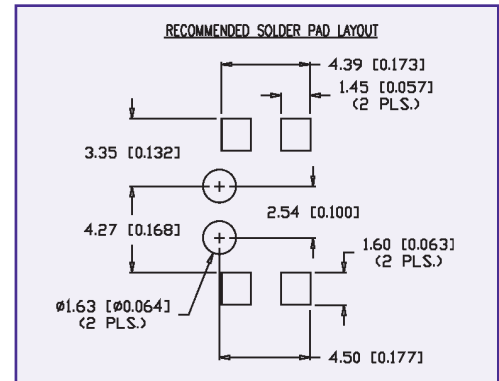 RECOMMENDED SOLDER PAD LAYOUT
4.39 [0.173]
1.45 [0.057]
(2 PLS.)
3.35 [0.132]
2.54 [0.100]
4.27 [0.168]
1.60 [0.063]
(2 PLS.)
ø1.63 [ø0.064]
(2 PLS.)
4.50 [0.177]